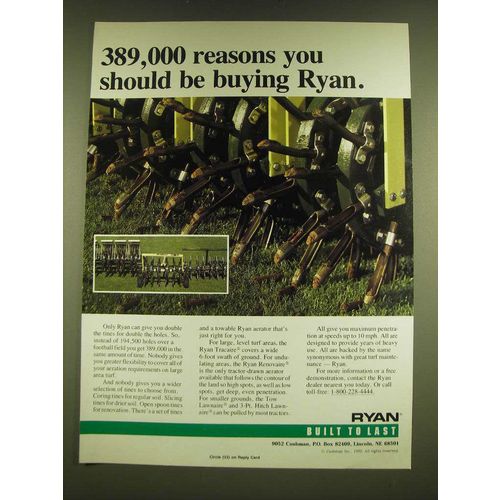 389,000 reasons you
should be buying Ryan.
Only Ryan can give you double
the tines for double the holes. So,
instead of 194,500 holes over a
football field you get 389,000 in the
same amount of time. Nobody gives
you greater flexibility to cover all of
your aeration requirements on large
area turf.
And nobody gives you a wider
selection of tines to choose from.
Coring tines for regular soil. Slicing
tines for drier soil. Open spoon tines
for renovation. There's a set of tines
and a towable Ryan aerator that's
just right for you.
For large, level turf areas, the
Ryan Tracaire® covers a wide
6-foot swath of ground. For undu-
lating areas, the Ryan Renovaire®
is the only tractor-drawn aerator
available that follows the contour of
the land so high spots, as well as low
spots, get deep, even penetration.
For smaller grounds, the Tow
Lawnaire® and 3-Pt. Hitch Lawn-
aire® can be pulled by most tractors.
All give you maximum penetra-
tion at speeds up to 10 mph. All are
designed to provide years of heavy
use. All are backed by the name
synonymous with great turf mainte-
nance — Ryan.
For more information or a free
demonstration, contact the Ryan
dealer nearest you today. Or call
toll-free: 1-800-228-4444.
RYAN
BUILT TO LAST
9052 Cushman, P.O. Box 82409, Lincoln, NE 68501
© Cushman Inc., All rights reserved.
Circle on Reply Card